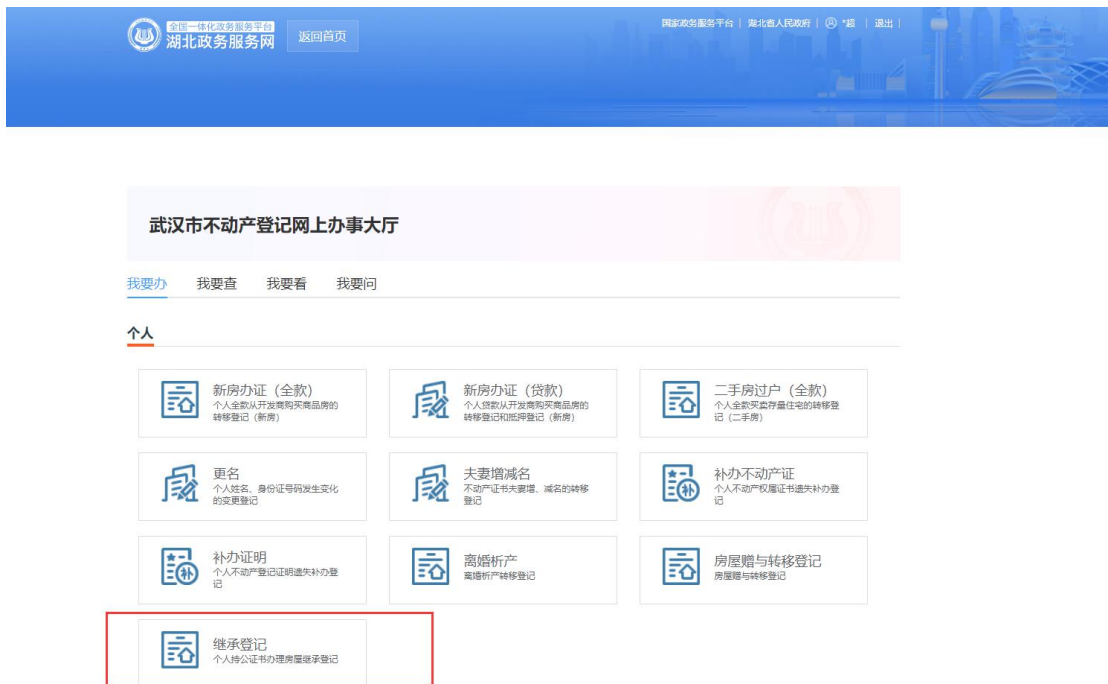 全国一体化政务服务平台
湖北政务服务网
返回首页
国家政务服务平台 | 湖北省人民政府 | *超 | 退出 |
武汉市不动产登记网上办事大厅
我要办 我要查 我要看 我要问
个人
新房办证（全款）
个人全款从开发商购买商品房的
转移登记（新房）
新房办证（贷款）
个人贷款从开发商购买商品房的
转移登记和抵押登记（新房）
二手房过户（全款）
个人全款买卖存量住宅的转移登
记（二手房）
更名
个人姓名、身份证号码发生变化
的变更登记
夫妻增减名
不动产证书夫妻增、减名的转移
登记
补办不动产证
个人不动产权属证书遗失补办登
记
补办证明
个人不动产登记证明遗失补办登
记
离婚析产
离婚析产转移登记
房屋赠与转移登记
房屋赠与转移登记
继承登记
个人持公证书办理房屋继承登记